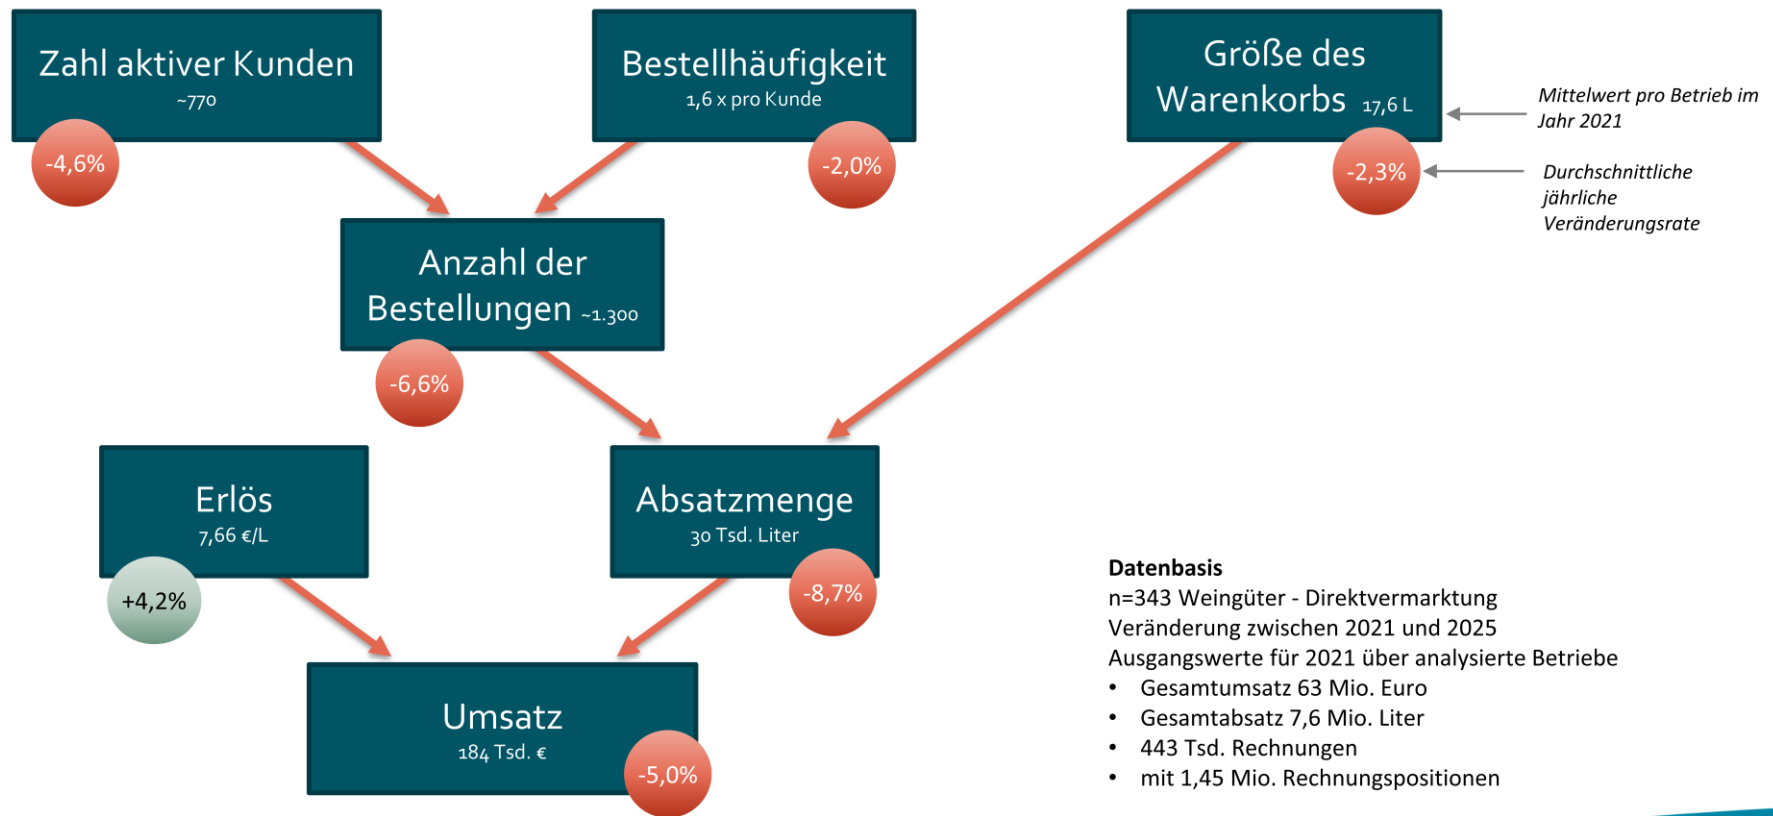 Zahl aktiver Kunden
~770
-4,6%
Bestellhäufigkeit
1,6 x pro Kunde
-2,0%
Größe des
Warenkorbs 17,6 L
-2,3%
Mittelwert pro Betrieb im
Jahr 2021
Durchschnittliche
jährliche
Veränderungsrate
Anzahl der
Bestellungen ~1.300
-6,6%
Erlös
7,66 €/L
+4,2%
Absatzmenge
30 Tsd. Liter
-8,7%
Umsatz
184 Tsd. €
-5,0%
Datenbasis
n=343 Weingüter - Direktvermarktung
Veränderung zwischen 2021 und 2025
Ausgangswerte für 2021 über analysierte Betriebe
• Gesamtumsatz 63 Mio. Euro
• Gesamtabsatz 7,6 Mio. Liter
• 443 Tsd. Rechnungen
• mit 1,45 Mio. Rechnungspositionen